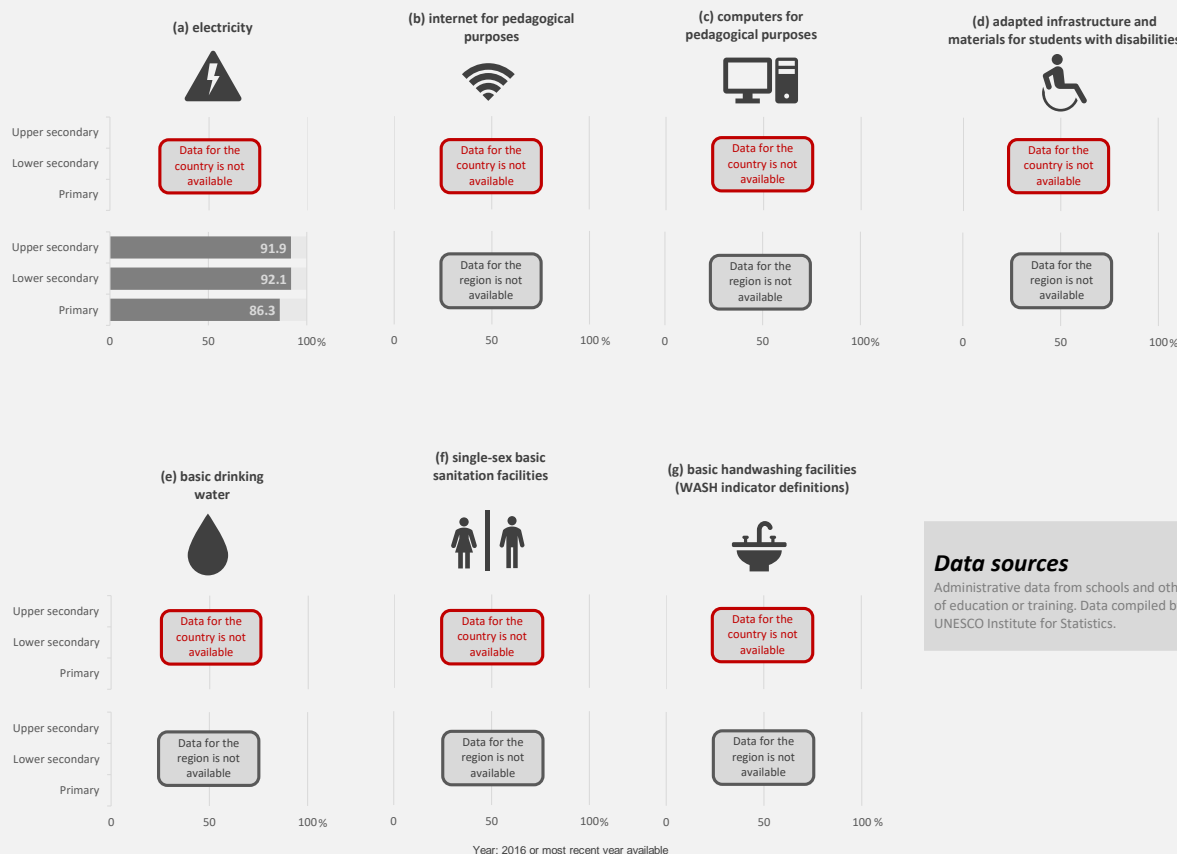 (a) electricity
(b) internet for pedagogical
purposes
(c) computers for
pedagogical purposes
(d) adapted infrastructure and
materials for students with disabilities
Upper secondary
Lower secondary
Primary
Data for the
country is not
available
Data for the
country is not
available
Data for the
country is not
available
Data for the
country is not
available
Upper secondary
Lower secondary
Primary
91.9
92.1
86.3
Data for the
region is not
available
Data for the
region is not
available
Data for the
region is not
available
0 50 100%
0 50 100%
0 50 100%
0 50 100%
(e) basic drinking
water
(f) single-sex basic
sanitation facilities
(g) basic handwashing facilities
(WASH indicator definitions)
Upper secondary
Lower secondary
Primary
Data for the
country is not
available
Data for the
country is not
available
Data for the
country is not
available
Data sources
Administrative data from schools and oth
of education or training. Data compiled b
UNESCO Institute for Statistics.
Upper secondary
Lower secondary
Primary
Data for the
region is not
available
Data for the
region is not
available
Data for the
region is not
available
0 50 100%
0 50 100%
0 50 100%
Year: 2016 or most recent year available